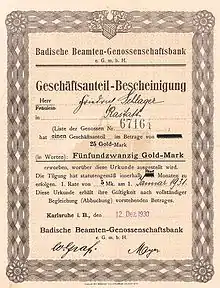 Badische Beamten-Genossenschaftsbank
e. G. m. b. H.
Geschäftsanteil-Bescheinigung
Herr
Fräulein Schlager
Rastatt
(Liste der Genossen Nr. 67164)
hat einen Geschäftsanteil im Betrage von
25 Gold-Mark
(in Worten): Fünfundzwanzig Gold-Mark
erworben, worüber diese Urkunde ausgestellt wird.
Die Tilgung hat statutengemäß innerhalb Monaten zu
erfolgen. 1. Rate von Mk. am 1. Januar 1931.
Diese Urkunde erhält ihre Gültigkeit nach vollständiger
Begleichung (Abbuchung) vorstehenden Betrages.
Karlsruhe i. B., den 12. Dez. 1930
Badische Beamten-Genossenschaftsbank
e. G. m. b. H.